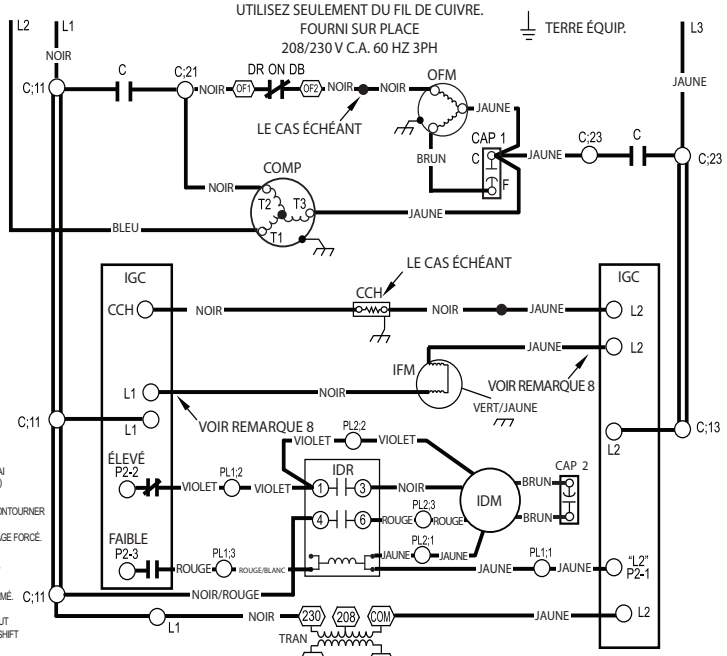 UTILISEZ SEULEMENT DU FIL DE CUIVRE.
FOURNI SUR PLACE
208/230 V C.A. 60 HZ 3PH
TERRE ÉQUIP.
L2
L1
L3
NOIR
JAUNE
C;11
C
C;21
NOIR
OF1
DR ON DB
OF2
NOIR
NOIR
OFM
LE CAS ÉCHÉANT
JAUNE
CAP 1
C
F
BRUN
JAUNE
C;23
C
C;23
NOIR
COMP
T2
T3
T1
JAUNE
BLEU
LE CAS ÉCHÉANT
IGC
IGC
CCH
NOIR
CCH
NOIR
JAUNE
L2
JAUNE
L2
IFM
L1
NOIR
VOIR REMARQUE 8
VERT/JAUNE
C;11
L1
VOIR REMARQUE 8
L2
C;13
ÉLEVÉ
P2-2
VIOLET
PL1;2
VIOLET
VIOLET
PL2;2
VIOLET
IDR
1
3
NOIR
4
6
ROUGE
PL2;3
ROUGE
IDM
BRUN
BRUN
CAP 2
JAUNE
PL2;1
JAUNE
FAIBLE
P2-3
ROUGE
PL1;3
ROUGE/BLANC
JAUNE
PL1;1
JAUNE
"L2"
P2-1
C;11
NOIR/ROUGE
L1
NOIR
230
208
COM
JAUNE
L2
TRAN
AI
)
ONTOURNER
AGE FORCÉ.
MÉ.
UT
SHIFT